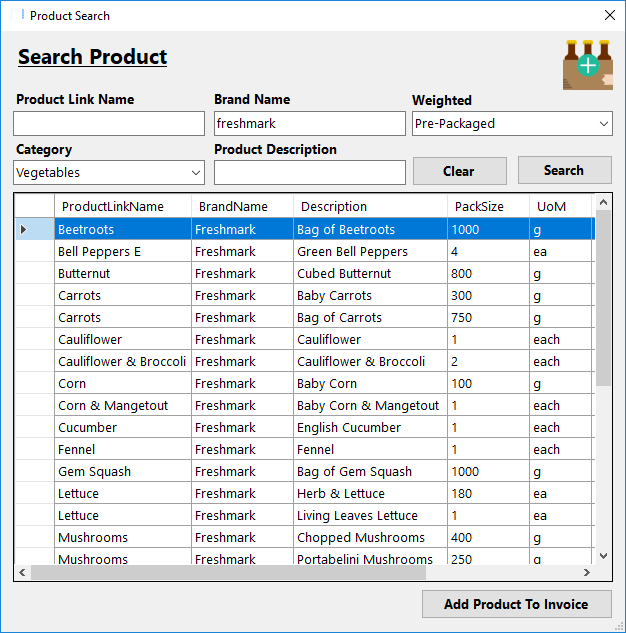 Product Search
Search Product
Product Link Name Brand Name Weighted
freshmark Pre-Packaged
Category Product Description
Vegetables Clear Search
ProductLinkName BrandName Description PackSize UoM
Beetroots Freshmark Bag of Beetroots 1000 g
Bell Peppers E Freshmark Green Bell Peppers 4 ea
Butternut Freshmark Cubed Butternut 800 g
Carrots Freshmark Baby Carrots 300 g
Carrots Freshmark Bag of Carrots 750 g
Cauliflower Freshmark Cauliflower 1 each
Cauliflower & Broccoli Freshmark Cauliflower & Broccoli 2 each
Corn Freshmark Baby Corn 100 g
Corn & Mangetout Freshmark Baby Corn & Mangetout 1 each
Cucumber Freshmark English Cucumber 1 each
Fennel Freshmark Fennel 1 each
Gem Squash Freshmark Bag of Gem Squash 1000 g
Lettuce Freshmark Herb & Lettuce 180 ea
Lettuce Freshmark Living Leaves Lettuce 1 ea
Mushrooms Freshmark Chopped Mushrooms 400 g
Mushrooms Freshmark Portabelini Mushrooms 250 g
Add Product To Invoice